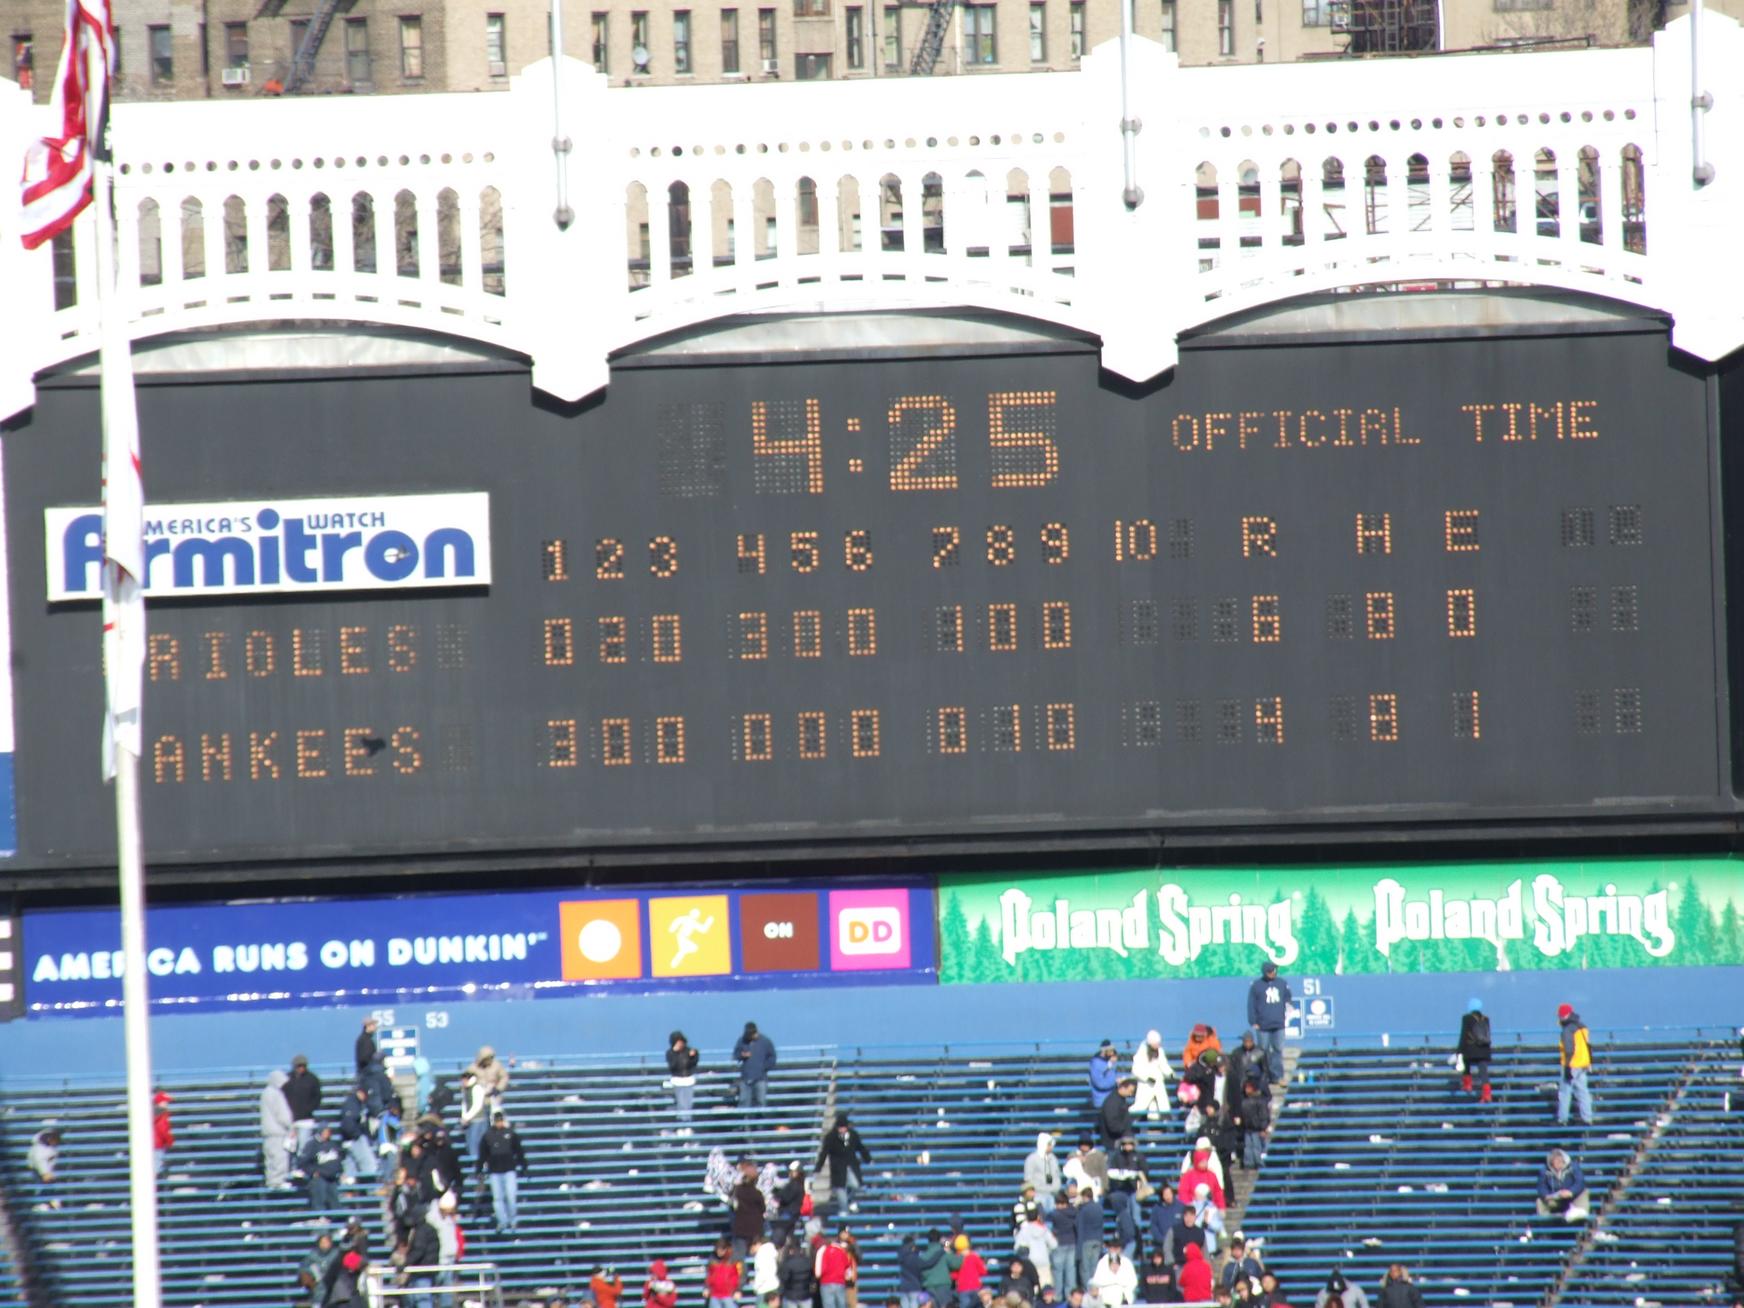 4:25 OFFICIAL TIME
AMERICA'S WATCH
Armitron
1 2 3 4 5 6 7 8 9 10 R H E
RIOLES 0 2 0 3 0 0 1 0 0 6 8 0
ANKEES 3 0 0 0 0 0 0 1 0 4 8 1
AMERICA RUNS ON DUNKIN'
ON
DD
Poland Spring
Poland Spring
55
53
51
NY